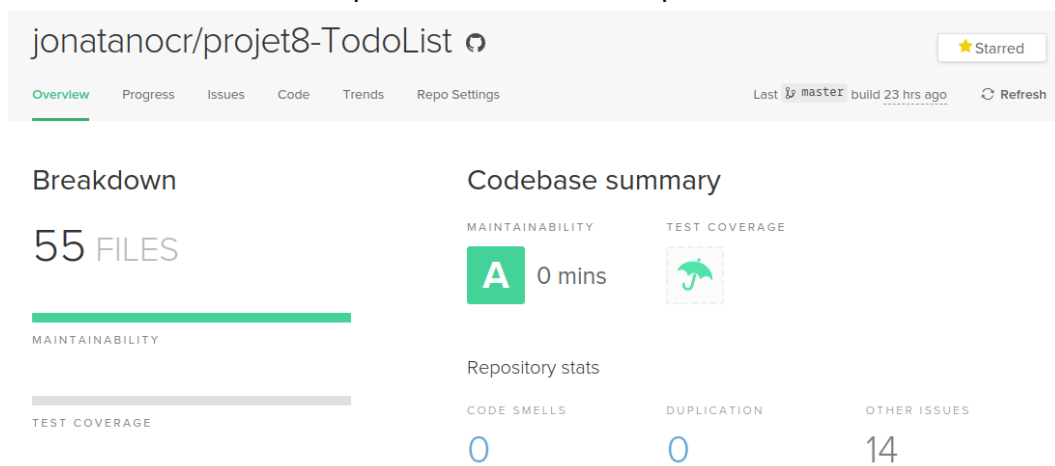 jonatanocr/projet8-TodoList
Starred
Overview Progress Issues Code Trends Repo Settings
Last master build 23 hrs ago Refresh
Breakdown
Codebase summary
55 FILES
MAINTAINABILITY
TEST COVERAGE
MAINTAINABILITY TEST COVERAGE
A 0 mins
Repository stats
CODE SMELLS DUPLICATION OTHER ISSUES
0 0 14